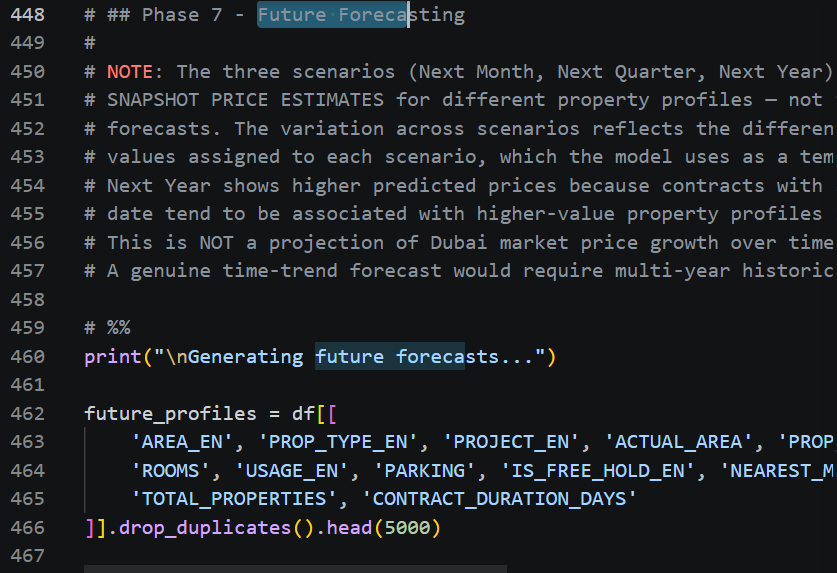 448 # ## Phase 7 - Future Forecasting
449 #
450 # NOTE: The three scenarios (Next Month, Next Quarter, Next Year)
451 # SNAPSHOT PRICE ESTIMATES for different property profiles — not
452 # forecasts. The variation across scenarios reflects the differen
453 # values assigned to each scenario, which the model uses as a tem
454 # Next Year shows higher predicted prices because contracts with
455 # date tend to be associated with higher-value property profiles
456 # This is NOT a projection of Dubai market price growth over time
457 # A genuine time-trend forecast would require multi-year historic
458
459 # %%
460 print("\nGenerating future forecasts...")
461
462 future_profiles = df[[
463 'AREA_EN', 'PROP_TYPE_EN', 'PROJECT_EN', 'ACTUAL_AREA', 'PROP
464 'ROOMS', 'USAGE_EN', 'PARKING', 'IS_FREE_HOLD_EN', 'NEAREST_M
465 'TOTAL_PROPERTIES', 'CONTRACT_DURATION_DAYS'
466 ]].drop_duplicates().head(5000)
467